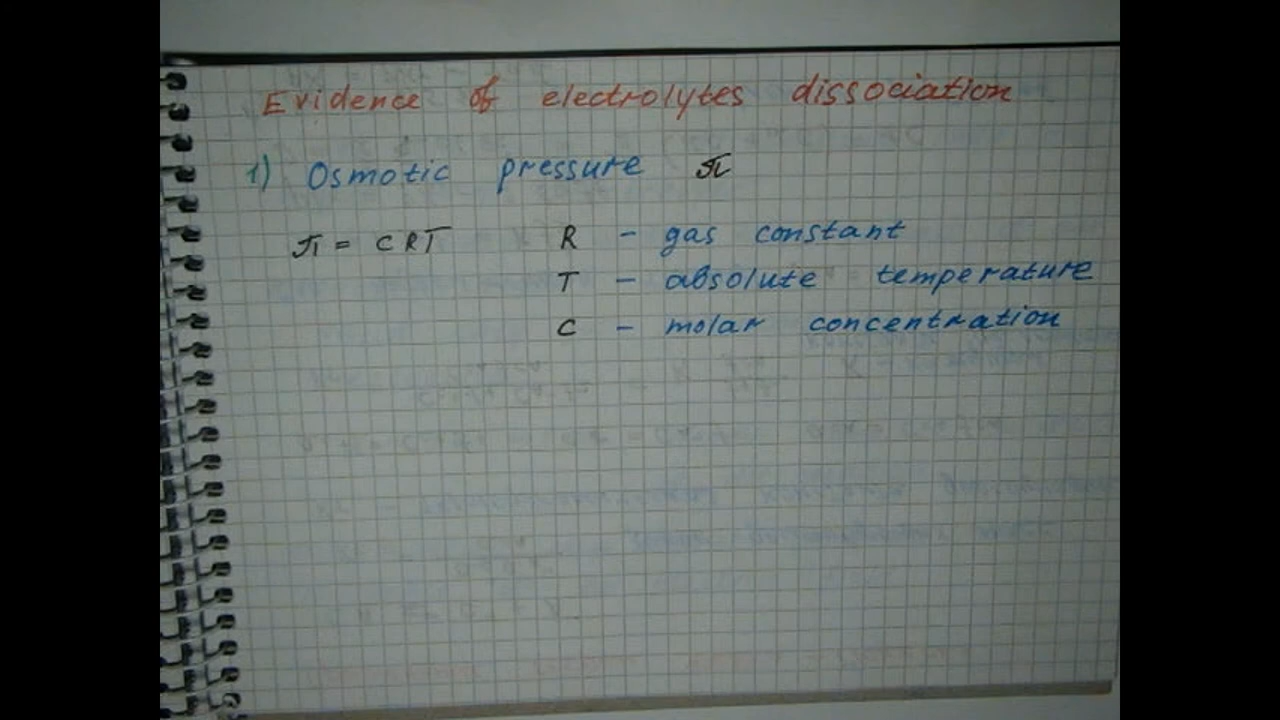 Evidence of electrolytes dissociation
1) Osmotic pressure π
π = CRT R - gas constant
T - absolute temperature
C - molar concentration